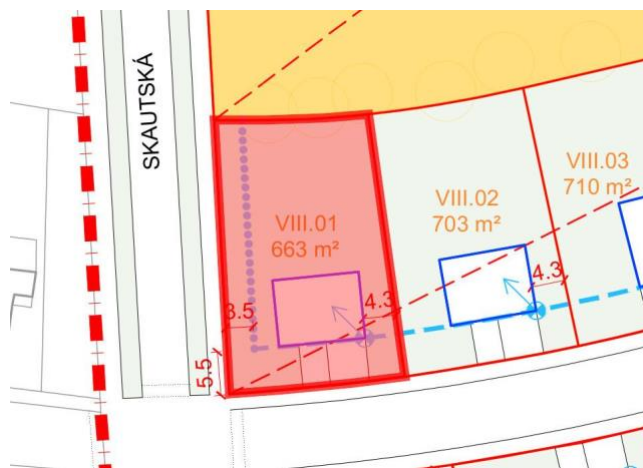 SKAUTSKÁ
VIII.01
663 m²
VIII.02
703 m²
VIII.03
710 m²
3.5
4.3
4.3
5.5